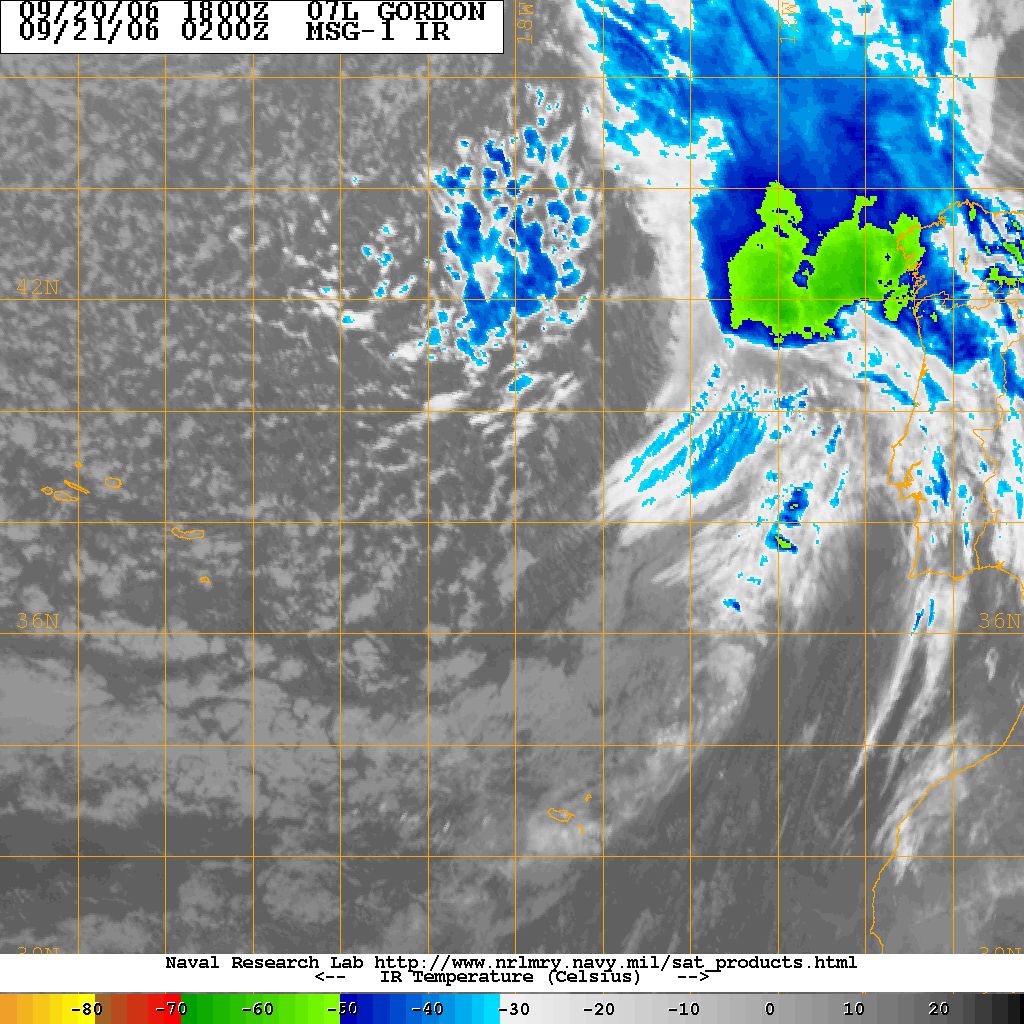 09/20/06 1800Z 07L GORDON
09/21/06 0200Z MSG-1 IR
18W
42N
36N
36N
30N
30N
Naval Research Lab http://www.nrlmry.navy.mil/sat_products.html
<-- IR Temperature (Celsius) -->
-80 -70 -60 -50 -40 -30 -20 -10 0 10 20